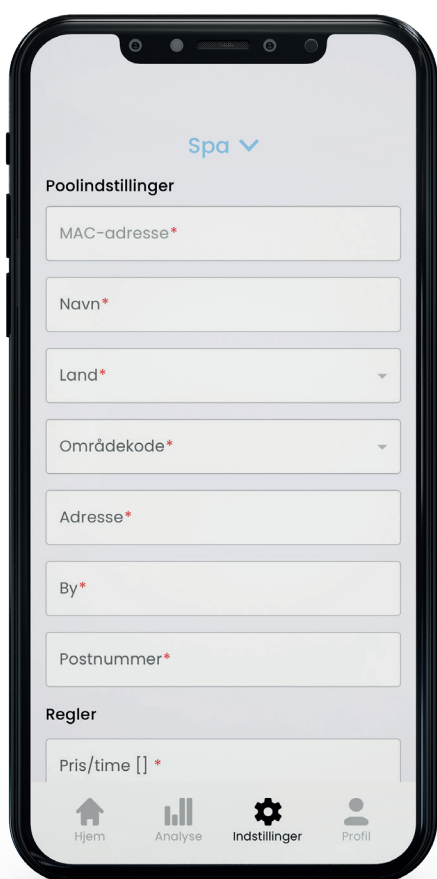 Spa
Poolindstillinger
MAC-adresse*
Navn*
Land*
Områdekode*
Adresse*
By*
Postnummer*
Regler
Pris/time [] *
Hjem Analyse Indstillinger Profil